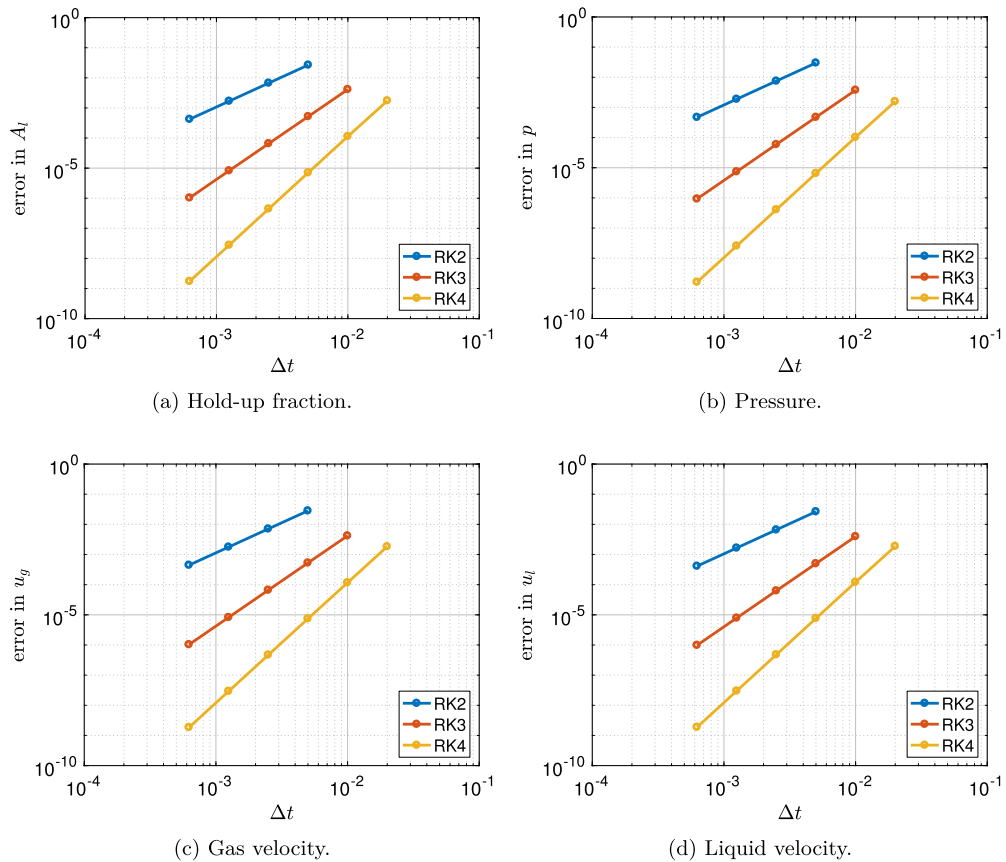 10^0
10^-5
10^-10
error in A_l
10^-4
10^-3
10^-2
10^-1
Δt
RK2
RK3
RK4
(a) Hold-up fraction.
10^0
10^-5
10^-10
error in p
10^-4
10^-3
10^-2
10^-1
Δt
RK2
RK3
RK4
(b) Pressure.
10^0
10^-5
10^-10
error in u_g
10^-4
10^-3
10^-2
10^-1
Δt
RK2
RK3
RK4
(c) Gas velocity.
10^0
10^-5
10^-10
error in u_l
10^-4
10^-3
10^-2
10^-1
Δt
RK2
RK3
RK4
(d) Liquid velocity.